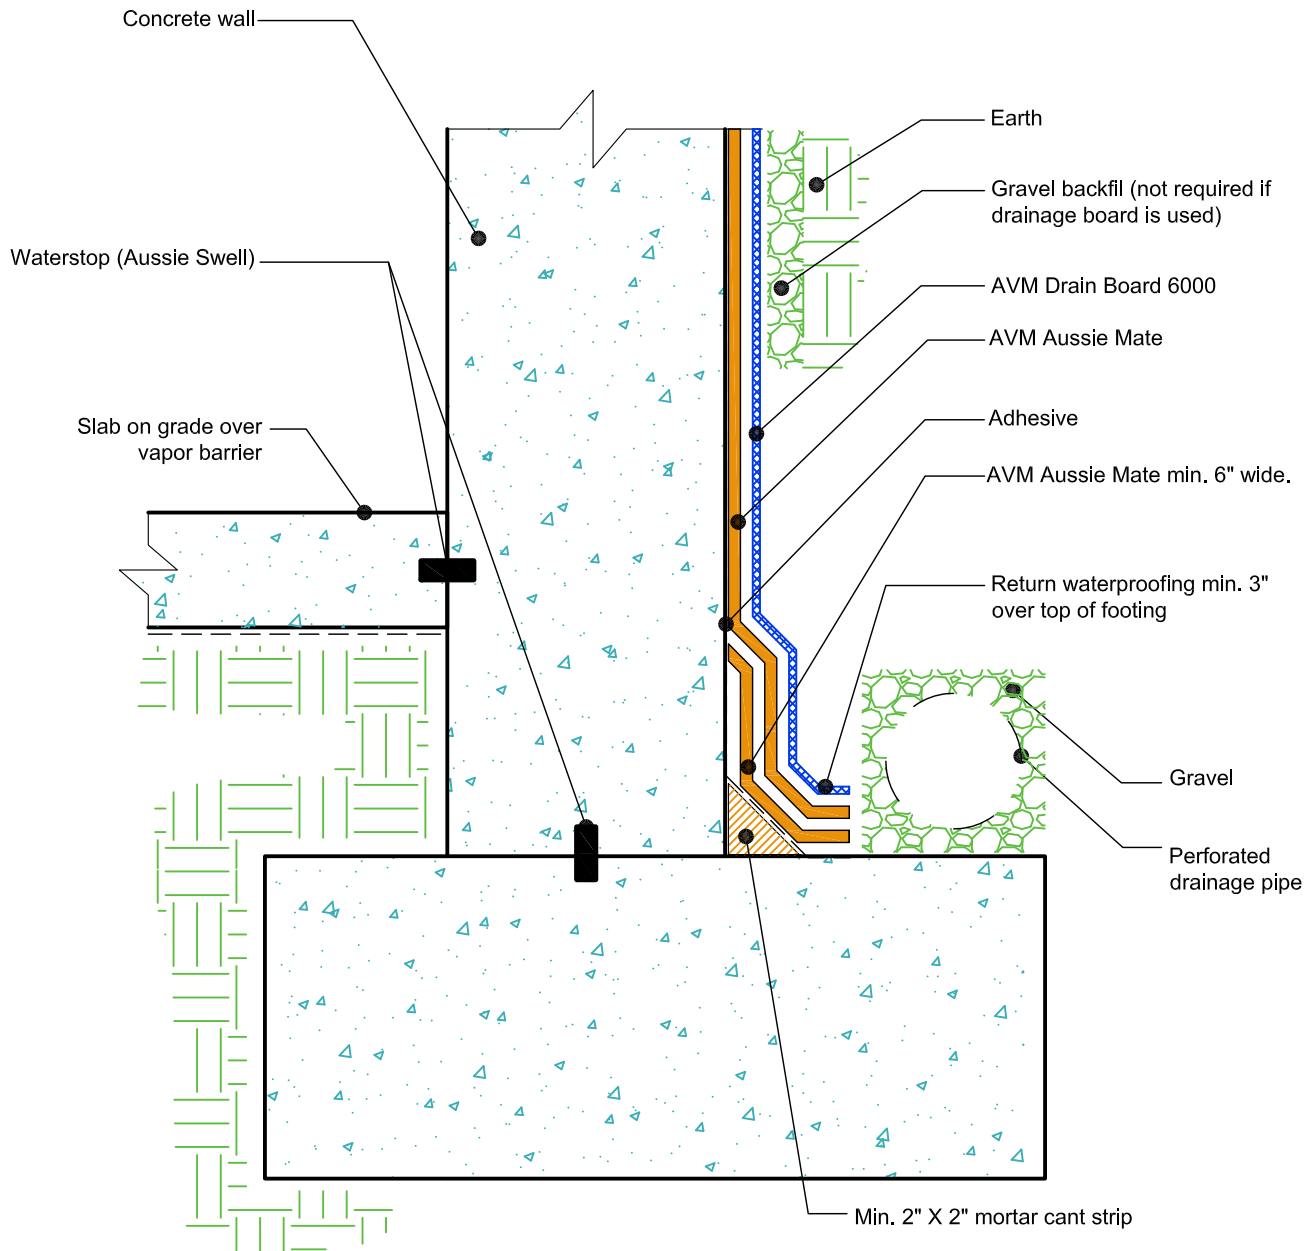 Concrete wall
Waterstop (Aussie Swell)
Slab on grade over
vapor barrier
Earth
Gravel backfil (not required if
drainage board is used)
AVM Drain Board 6000
AVM Aussie Mate
Adhesive
AVM Aussie Mate min. 6" wide.
Return waterproofing min. 3"
over top of footing
Gravel
Perforated
drainage pipe
Min. 2" X 2" mortar cant strip